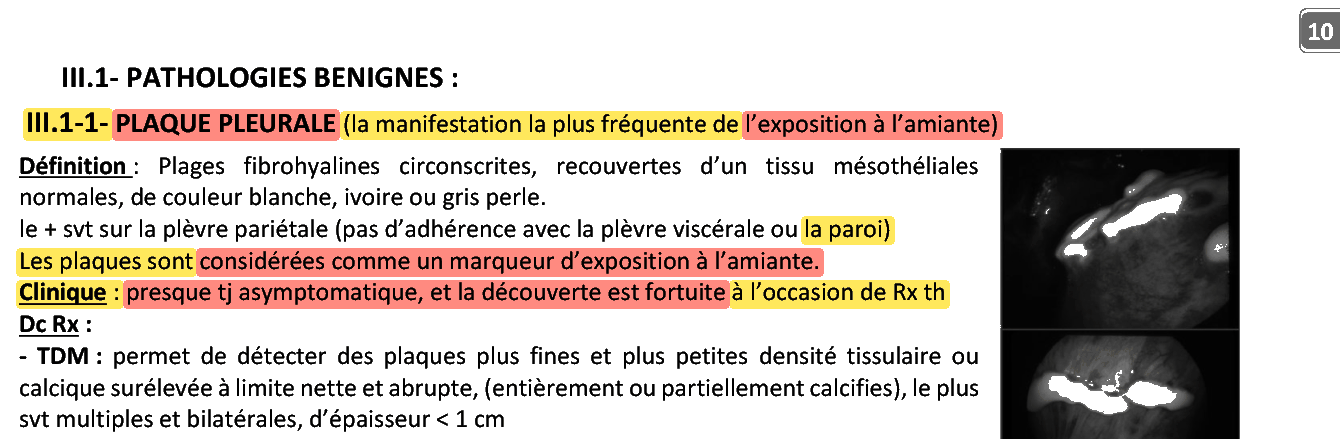 10
III.1- PATHOLOGIES BENIGNES :
III.1-1- PLAQUE PLEURALE (la manifestation la plus fréquente de l'exposition à l'amiante)
Définition : Plages fibrohyalines circonscrites, recouvertes d'un tissu mésothéliales
normales, de couleur blanche, ivoire ou gris perle.
le + svt sur la plèvre pariétale (pas d'adhérence avec la plèvre viscérale ou la paroi)
Les plaques sont considérées comme un marqueur d'exposition à l'amiante.
Clinique : presque tj asymptomatique, et la découverte est fortuite à l'occasion de Rx th
Dc Rx :
- TDM : permet de détecter des plaques plus fines et plus petites densité tissulaire ou
calcique surélevée à limite nette et abrupte, (entièrement ou partiellement calcifies), le plus
svt multiples et bilatérales, d'épaisseur < 1 cm